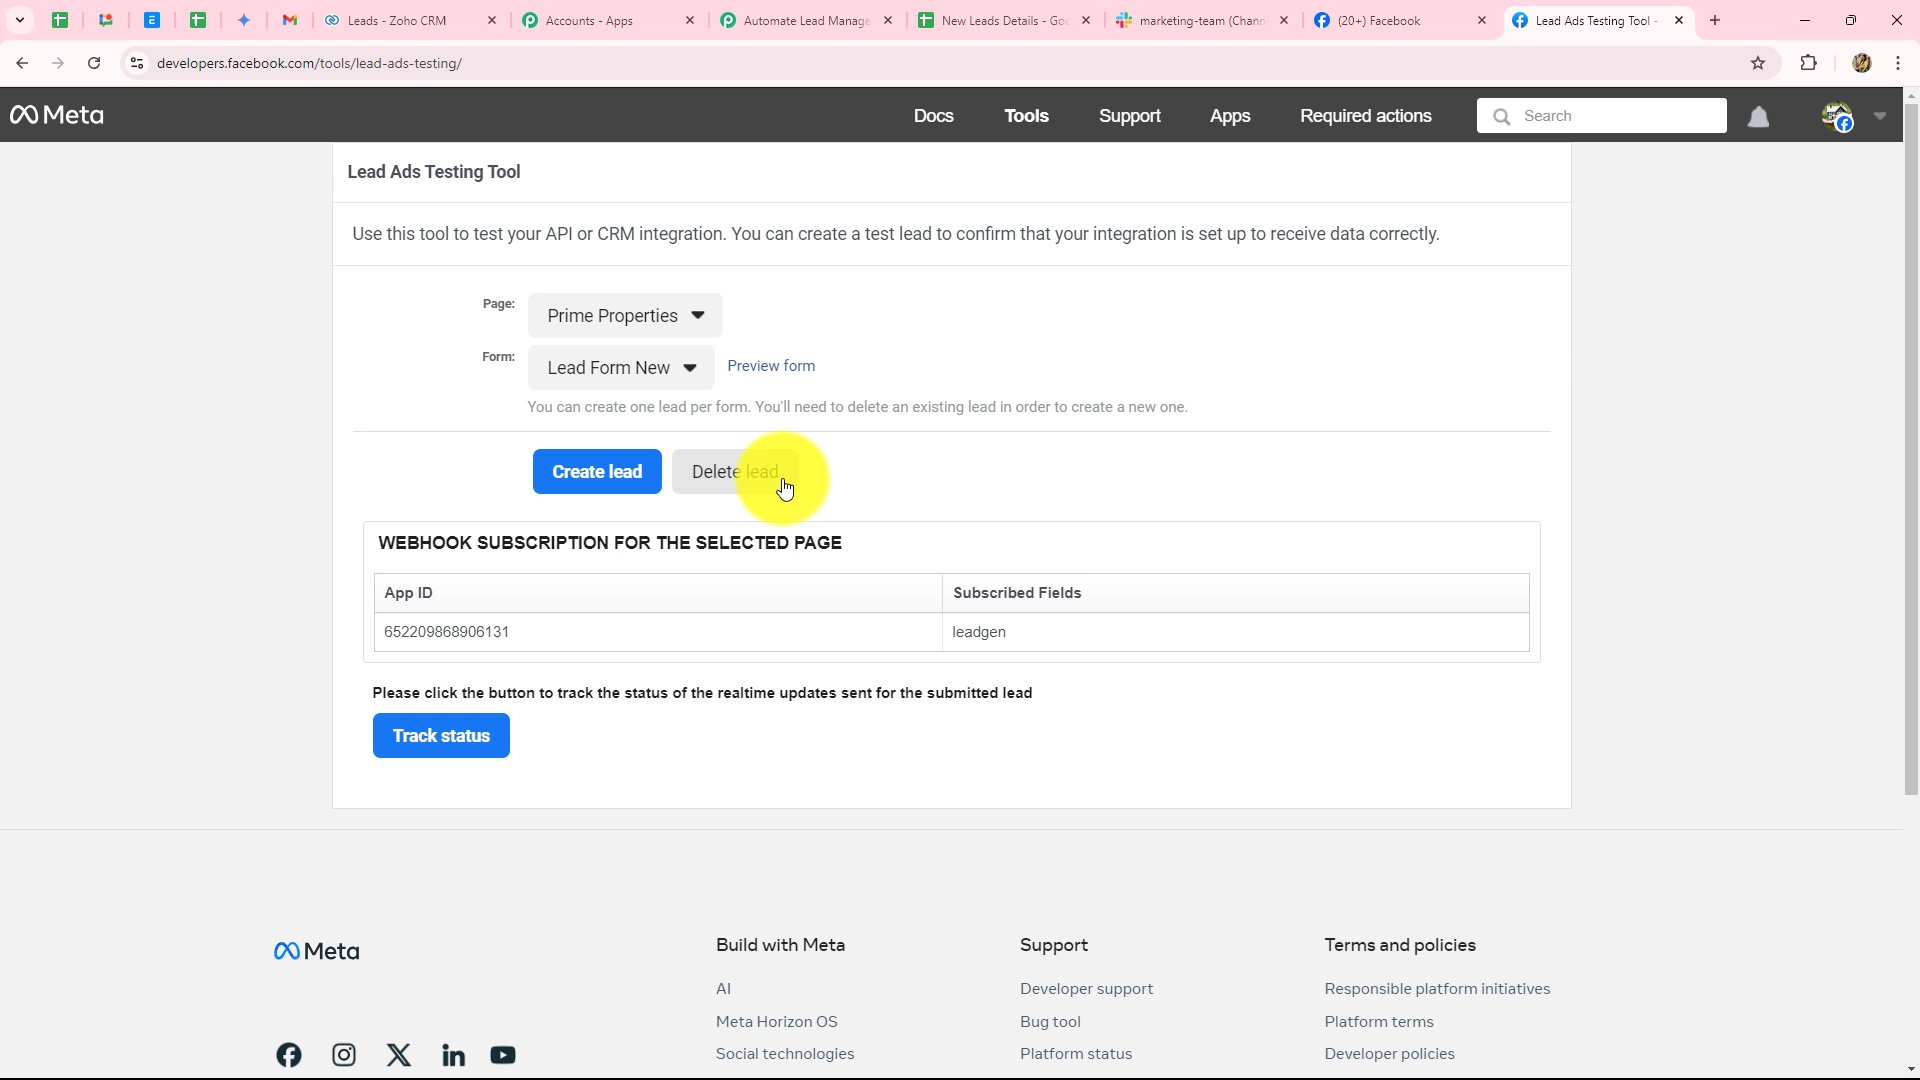 Leads - Zoho CRM
Accounts - Apps
Automate Lead Manage
New Leads Details - Go
marketing-team (Chann
(20+) Facebook
Lead Ads Testing Tool -
developers.facebook.com/tools/lead-ads-testing/
Meta
Docs
Tools
Support
Apps
Required actions
Search
Lead Ads Testing Tool
Use this tool to test your API or CRM integration. You can create a test lead to confirm that your integration is set up to receive data correctly.
Page:
Prime Properties
Form:
Lead Form New
Preview form
You can create one lead per form. You'll need to delete an existing lead in order to create a new one.
Create lead
Delete lead
WEBHOOK SUBSCRIPTION FOR THE SELECTED PAGE
App ID
Subscribed Fields
652209868906131
leadgen
Please click the button to track the status of the realtime updates sent for the submitted lead
Track status
Meta
Build with Meta
Support
Terms and policies
AI
Developer support
Responsible platform initiatives
Meta Horizon OS
Bug tool
Platform terms
Social technologies
Platform status
Developer policies